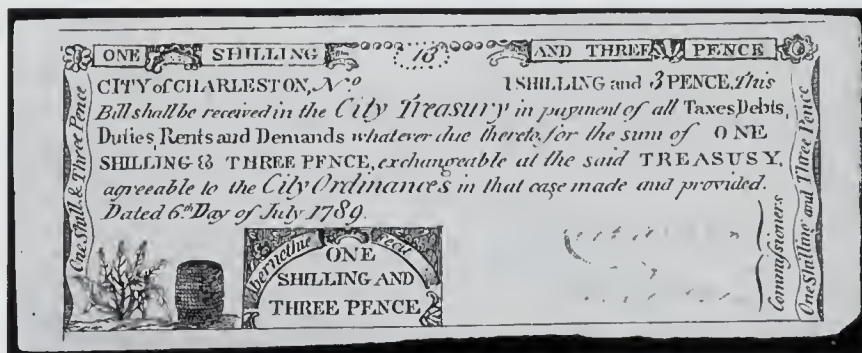 ONE SHILLING 16 AND THREE PENCE
CITY of CHARLESTON, No 1 SHILLING and 3 PENCE, This
Bill shall be received in the City Treasury in payment of all Taxes, Debts,
Duties, Rents and Demands whatever due thereto, for the sum of ONE
SHILLING & THREE PENCE, exchangeable at the said TREASUSY,
agreeable to the City Ordinances in that case made and provided.
Dated 6th Day of July 1789.
One Shill. & Three Pence
Abernethie fecit
ONE
SHILLING AND
THREE PENCE
Commissioners
One Shilling and Three Pence